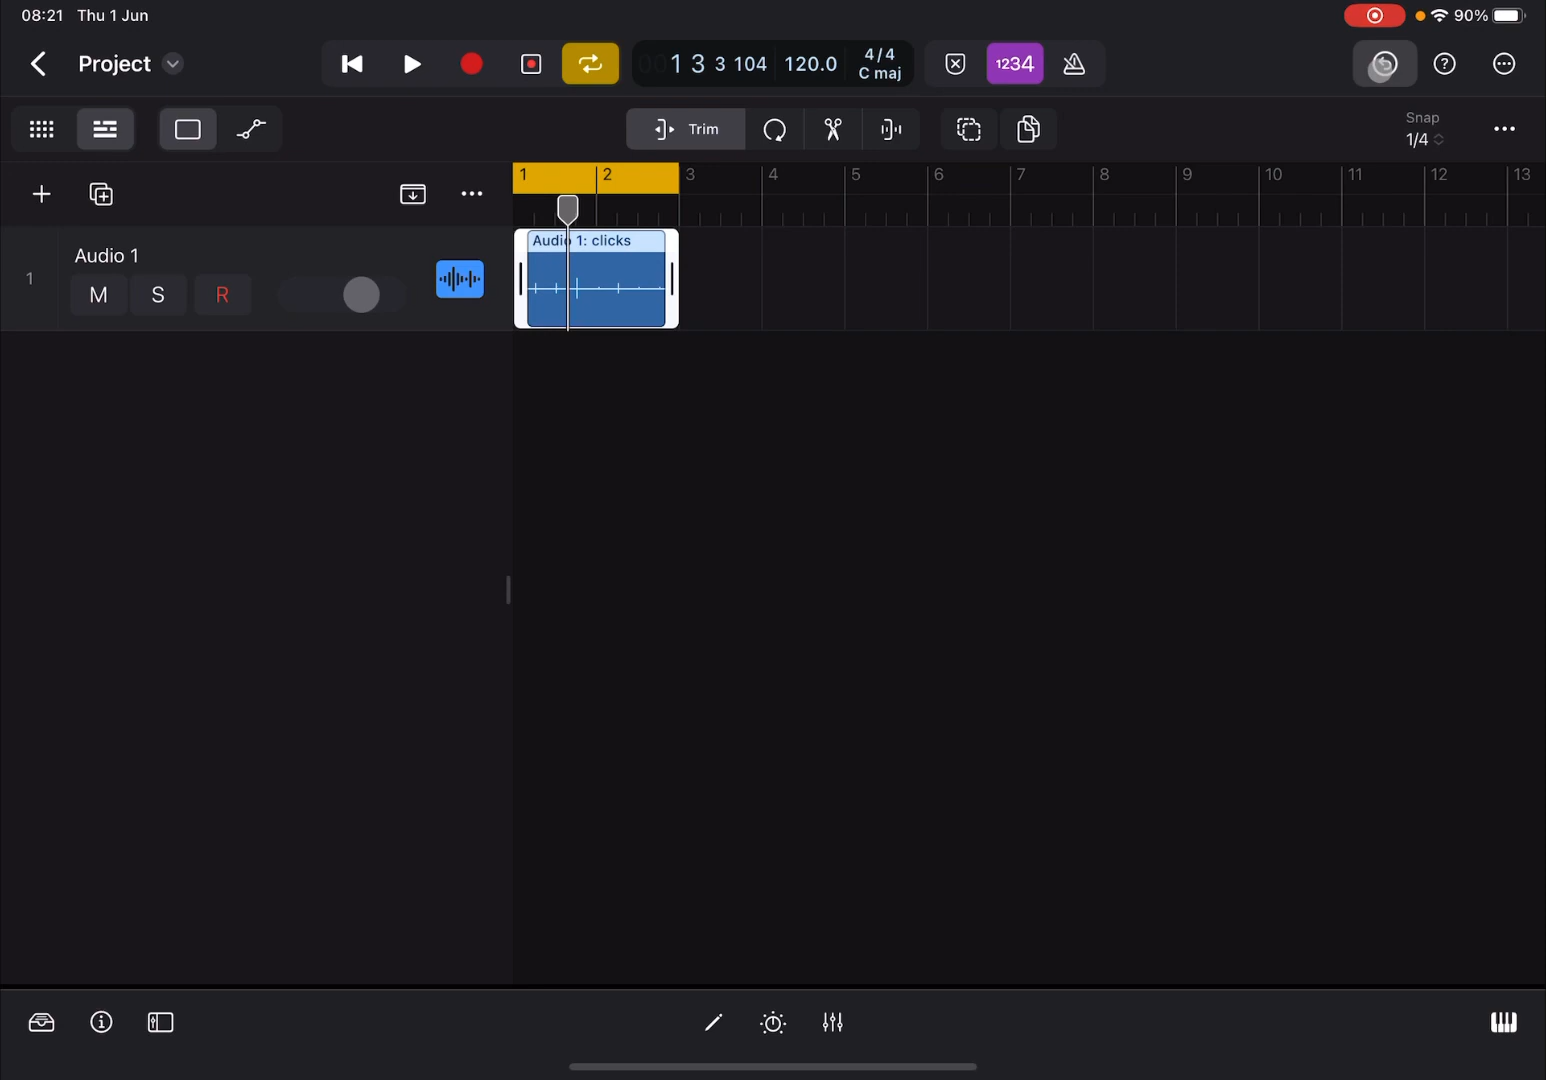 08:21 Thu 1 Jun
90%
Project
001 3 3 104 120.0 4/4
C maj
1234
Trim
Snap
1/4
1 2 3 4 5 6 7 8 9 10 11 12 13
Audio 1: clicks
1
Audio 1
M S R